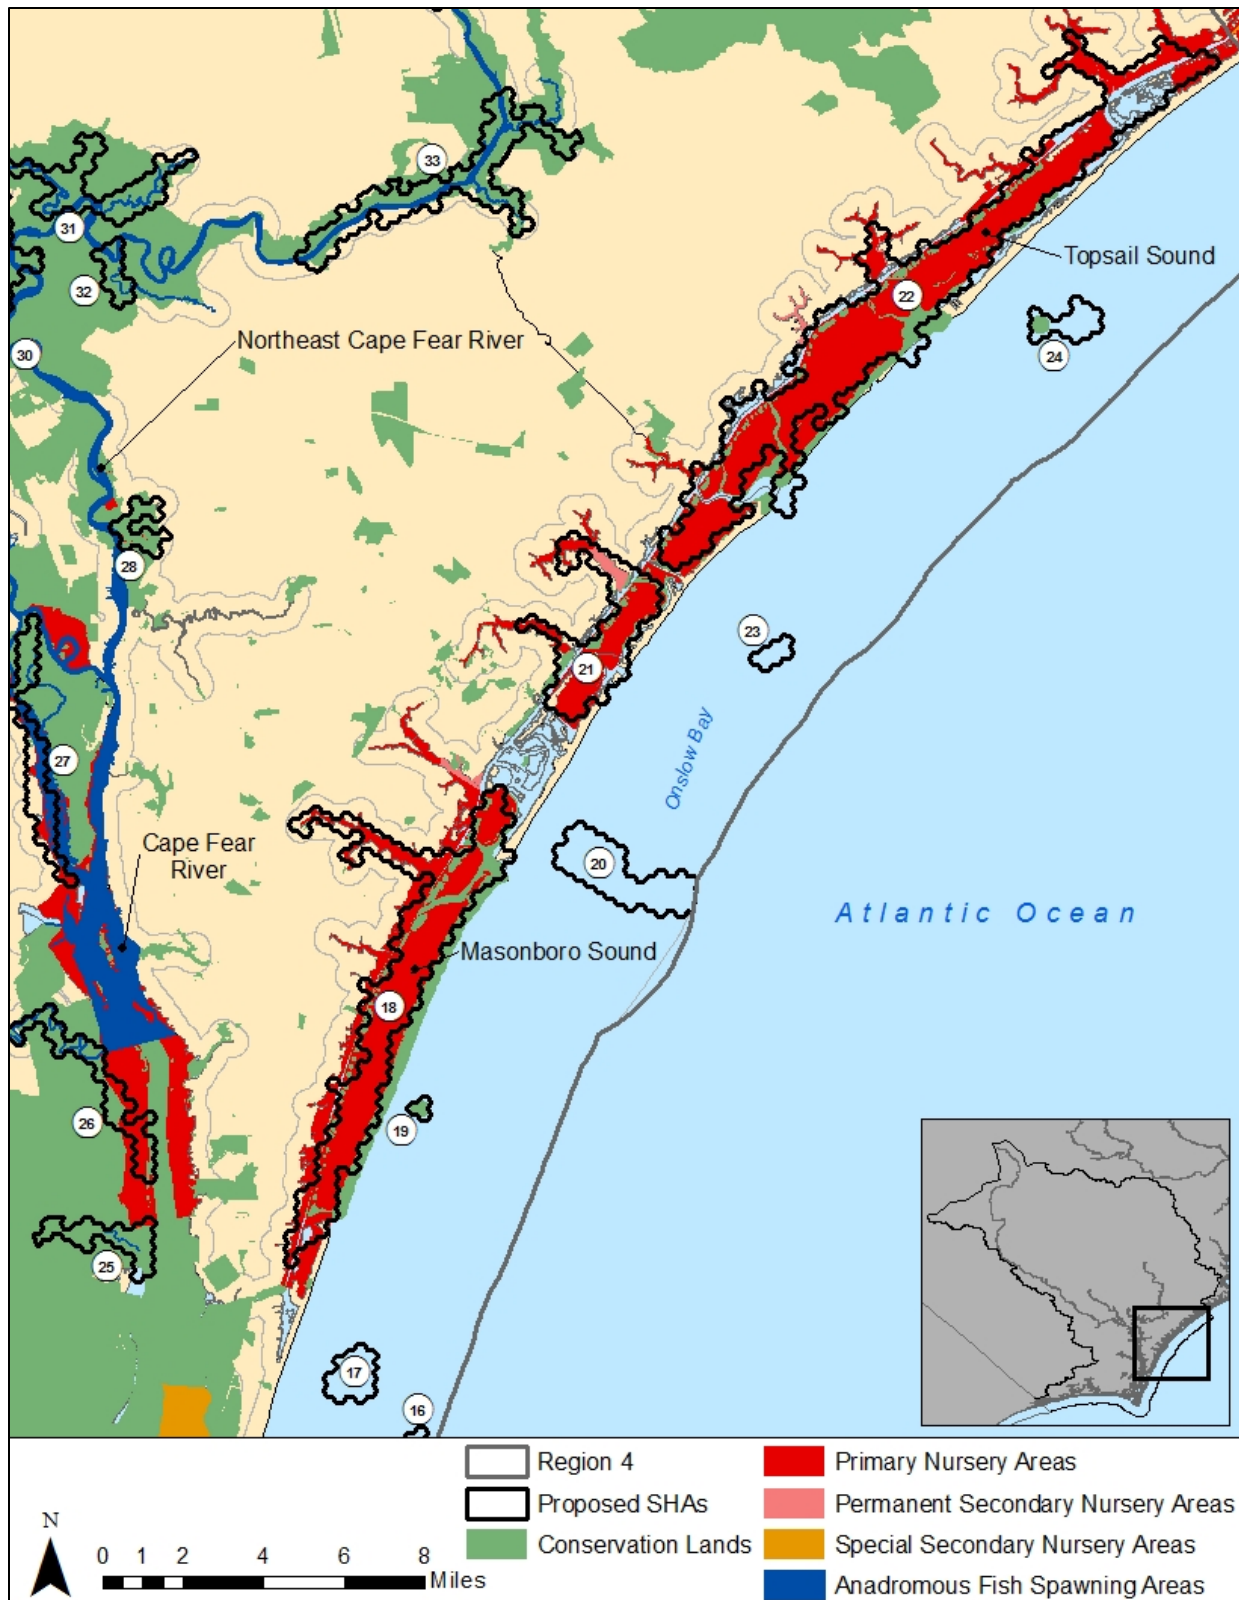 33
31
Topsail Sound
32
22
Northeast Cape Fear River
30
24
28
23
21
Onslow Bay
27
Cape Fear
River
20
Atlantic Ocean
Masonboro Sound
18
26
19
25
17
16
Region 4
Proposed SHAs
Conservation Lands
Primary Nursery Areas
Permanent Secondary Nursery Areas
Special Secondary Nursery Areas
Anadromous Fish Spawning Areas
N
0 1 2 4 6 8
Miles